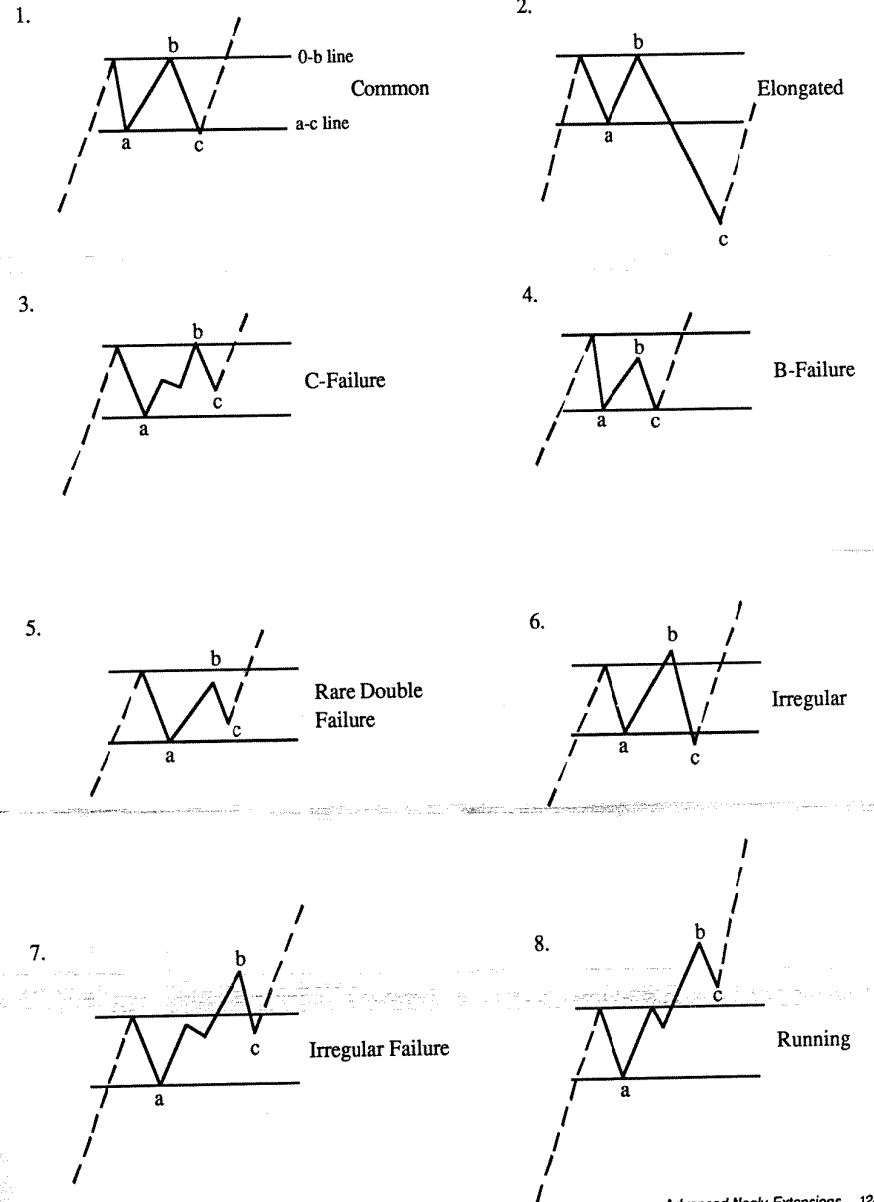 1.
b
0-b line
Common
a-c line
a
c
2.
b
Elongated
a
c
3.
b
C-Failure
c
a
4.
b
B-Failure
a
c
5.
b
Rare Double
Failure
c
a
6.
b
Irregular
a
c
7.
b
c
Irregular Failure
a
8.
b
c
Running
a
Advanced Neely Extensions 12-